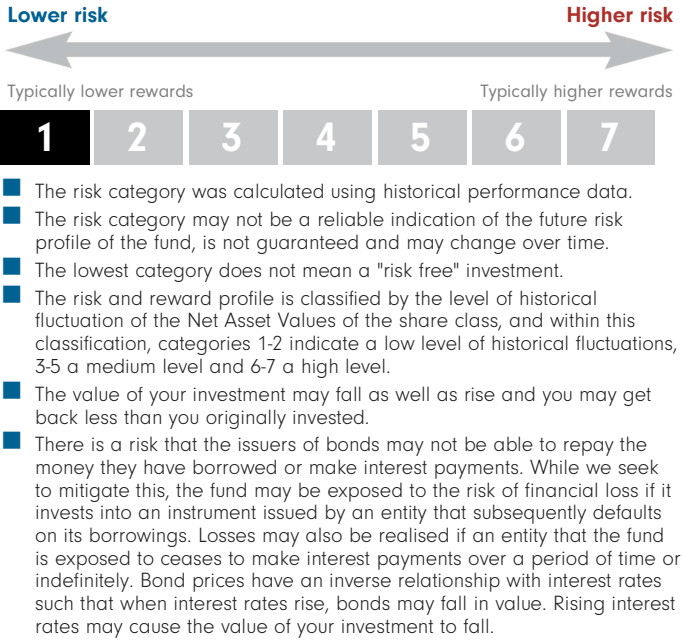 Lower risk Higher risk
Typically lower rewards Typically higher rewards
1 2 3 4 5 6 7
The risk category was calculated using historical performance data.
The risk category may not be a reliable indication of the future risk
profile of the fund, is not guaranteed and may change over time.
The lowest category does not mean a "risk free" investment.
The risk and reward profile is classified by the level of historical
fluctuation of the Net Asset Values of the share class, and within this
classification, categories 1-2 indicate a low level of historical fluctuations,
3-5 a medium level and 6-7 a high level.
The value of your investment may fall as well as rise and you may get
back less than you originally invested.
There is a risk that the issuers of bonds may not be able to repay the
money they have borrowed or make interest payments. While we seek
to mitigate this, the fund may be exposed to the risk of financial loss if it
invests into an instrument issued by an entity that subsequently defaults
on its borrowings. Losses may also be realised if an entity that the fund
is exposed to ceases to make interest payments over a period of time or
indefinitely. Bond prices have an inverse relationship with interest rates
such that when interest rates rise, bonds may fall in value. Rising interest
rates may cause the value of your investment to fall.